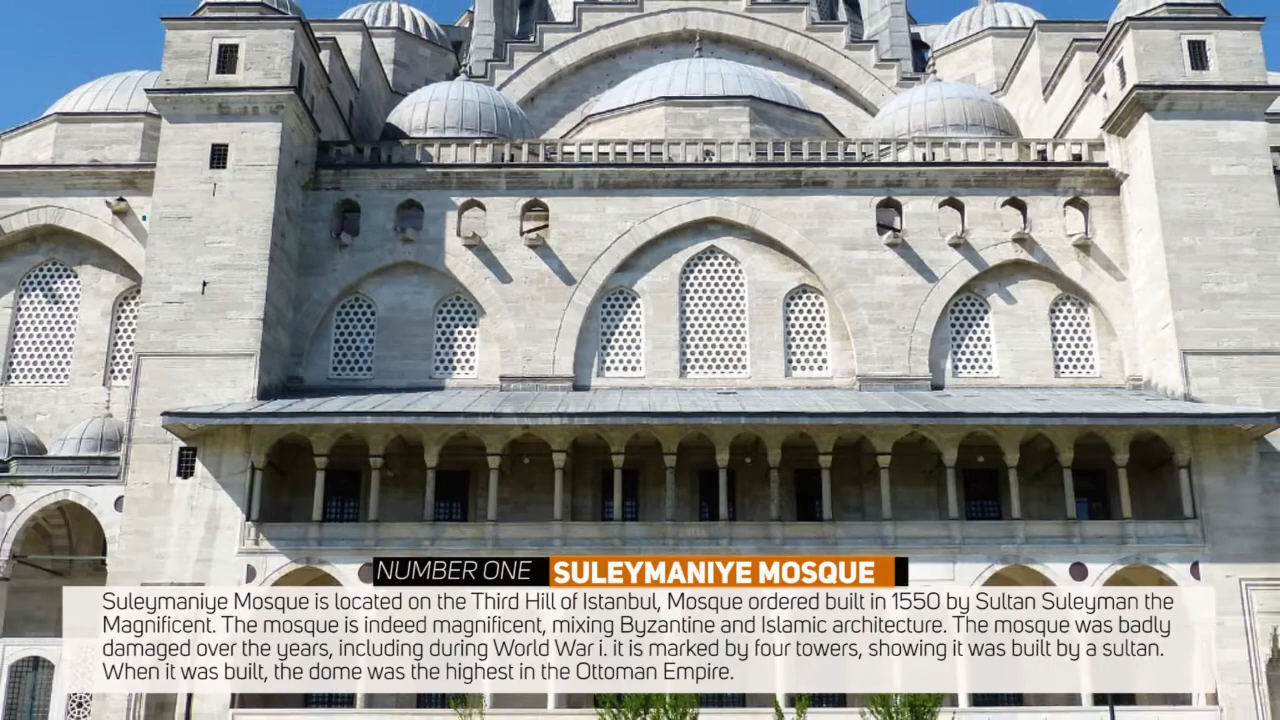 NUMBER ONE SULEYMANIYE MOSQUE
Suleymaniye Mosque is located on the Third Hill of Istanbul, Mosque ordered built in 1550 by Sultan Suleyman the
Magnificent. The mosque is indeed magnificent, mixing Byzantine and Islamic architecture. The mosque was badly
damaged over the years, including during World War i. it is marked by four towers, showing it was built by a sultan.
When it was built, the dome was the highest in the Ottoman Empire.